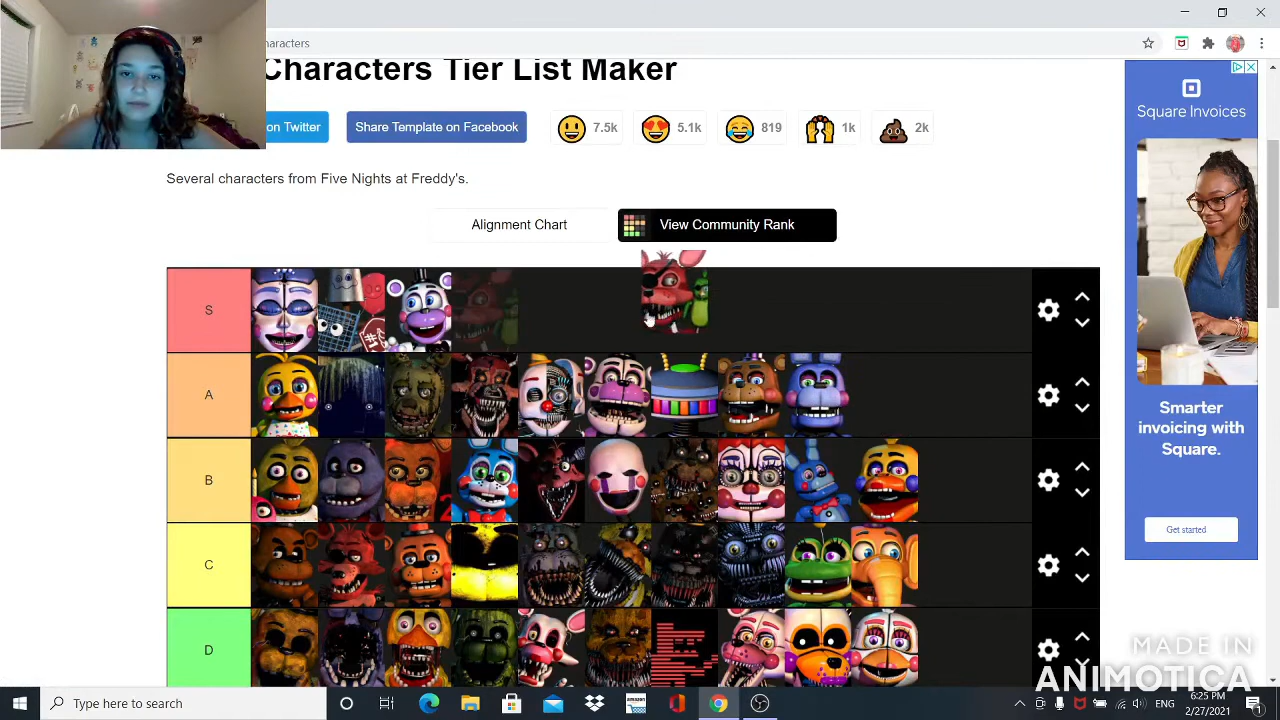 haracters
Characters Tier List Maker
on Twitter
Share Template on Facebook
7.5k
5.1k
819
1k
2k
Several characters from Five Nights at Freddy's.
Alignment Chart
View Community Rank
S
A
B
C
D
Square Invoices
Smarter
invoicing with
Square.
Get started
MADE IN
ANIMOTICA
Type here to search
amazon
ENG
6:25 PM
2/27/2021